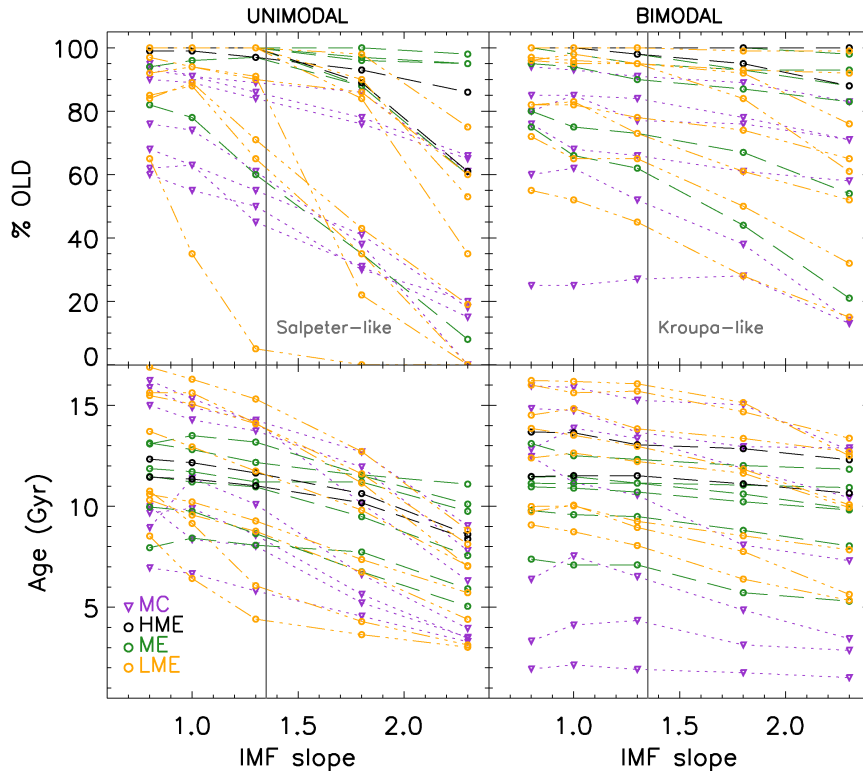 UNIMODAL BIMODAL
100
80
60
40
20
0
% OLD
Salpeter-like Kroupa-like
15
10
5
Age (Gyr)
MC
HME
ME
LME
1.0 1.5 2.0 1.0 1.5 2.0
IMF slope IMF slope